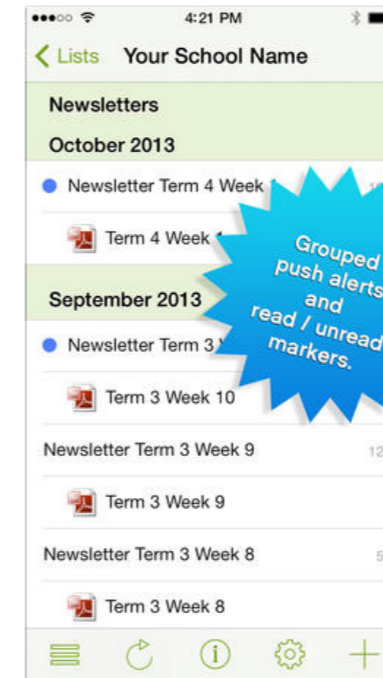 4:21 PM
Lists Your School Name
Newsletters
October 2013
Newsletter Term 4 Week
Term 4 Week
Grouped
push alerts
and
read / unread
markers.
September 2013
Newsletter Term 3
Term 3 Week 10
Newsletter Term 3 Week 9
12
Term 3 Week 9
Newsletter Term 3 Week 8
5
Term 3 Week 8